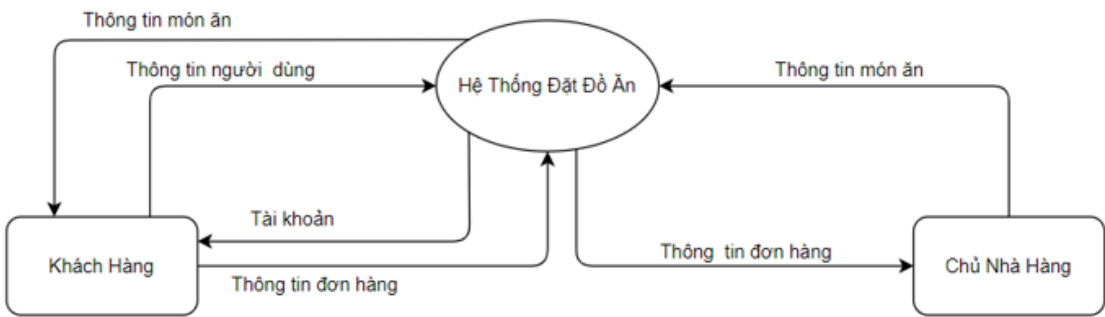 Thông tin món ăn
Thông tin người dùng
Hệ Thống Đặt Đồ Ăn
Thông tin món ăn
Tài khoản
Khách Hàng
Thông tin đơn hàng
Thông tin đơn hàng
Chủ Nhà Hàng